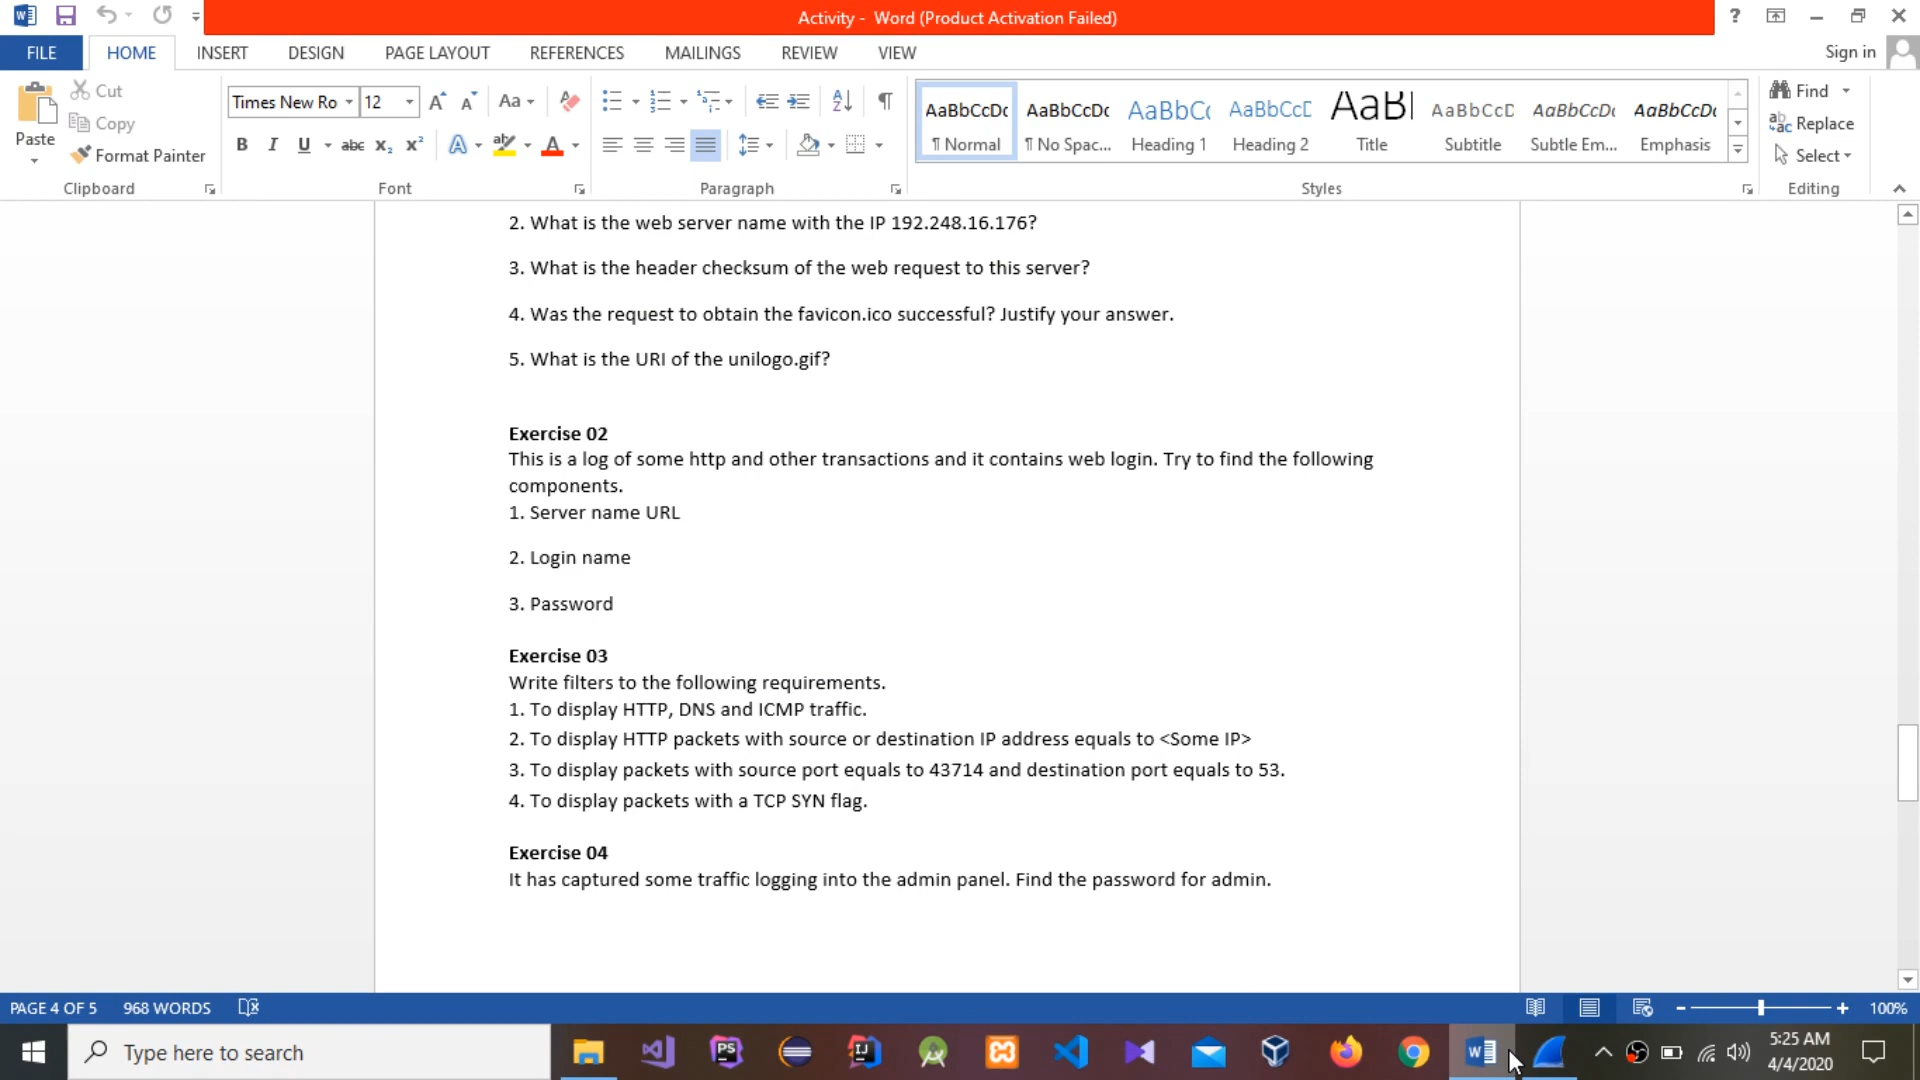 Activity - Word (Product Activation Failed)
?
FILE HOME INSERT DESIGN PAGE LAYOUT REFERENCES MAILINGS REVIEW VIEW Sign in
Paste
Cut
Copy
Format Painter
Clipboard
Times New Ro 12 A A Aa
B I U abc X2 X2 A aby A
Font
A Z ¶
Paragraph
AaBbCcDc AaBbCcDc AaBbC( AaBbCcD AaBl AaBbCcD AaBbCcDt AaBbCcDt
¶ Normal ¶ No Spac... Heading 1 Heading 2 Title Subtitle Subtle Em... Emphasis
Styles
Find
Replace
Select
Editing
2. What is the web server name with the IP 192.248.16.176?
3. What is the header checksum of the web request to this server?
4. Was the request to obtain the favicon.ico successful? Justify your answer.
5. What is the URI of the unilogo.gif?
Exercise 02
This is a log of some http and other transactions and it contains web login. Try to find the following
components.
1. Server name URL
2. Login name
3. Password
Exercise 03
Write filters to the following requirements.
1. To display HTTP, DNS and ICMP traffic.
2. To display HTTP packets with source or destination IP address equals to <Some IP>
3. To display packets with source port equals to 43714 and destination port equals to 53.
4. To display packets with a TCP SYN flag.
Exercise 04
It has captured some traffic logging into the admin panel. Find the password for admin.
PAGE 4 OF 5 968 WORDS 100%
Type here to search
PS
IJ
5:25 AM
4/4/2020